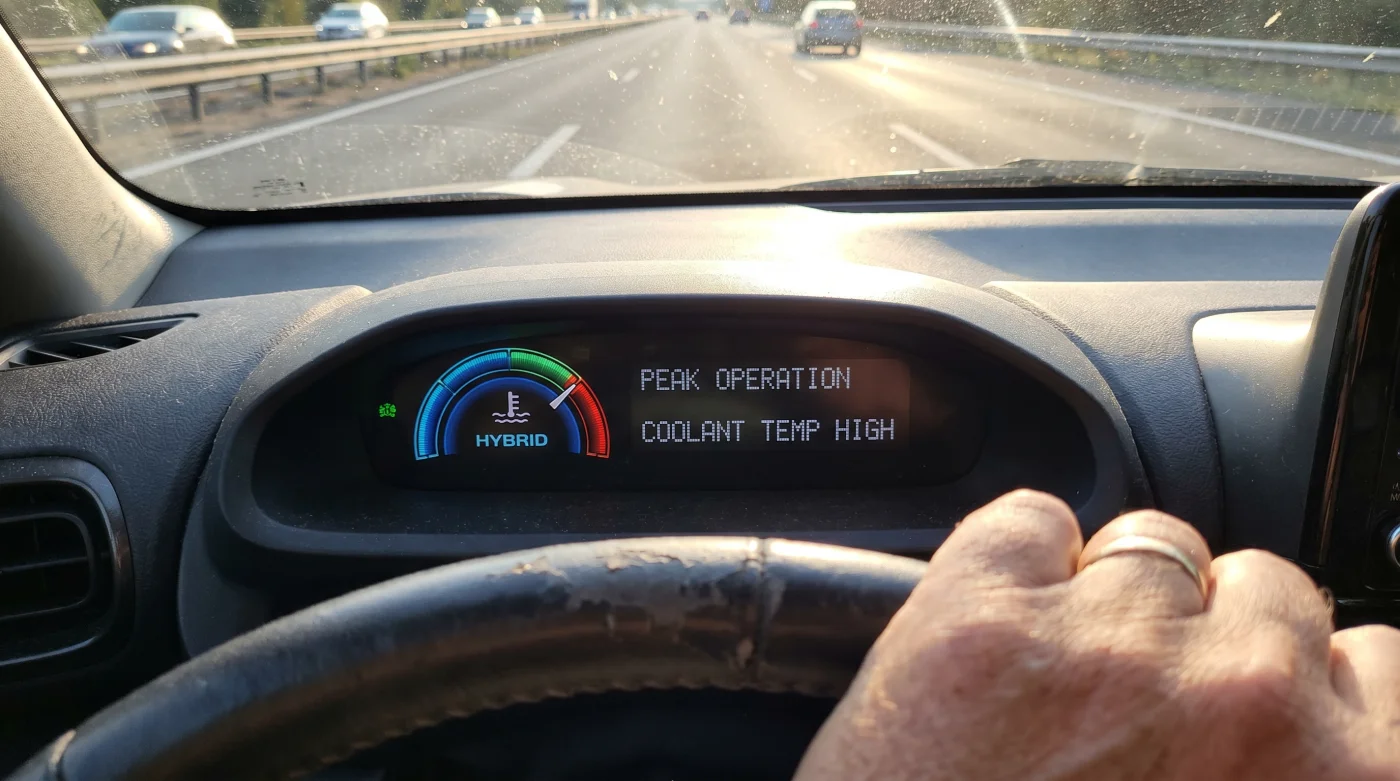 HYBRID
PEAK OPERATION
COOLANT TEMP HIGH